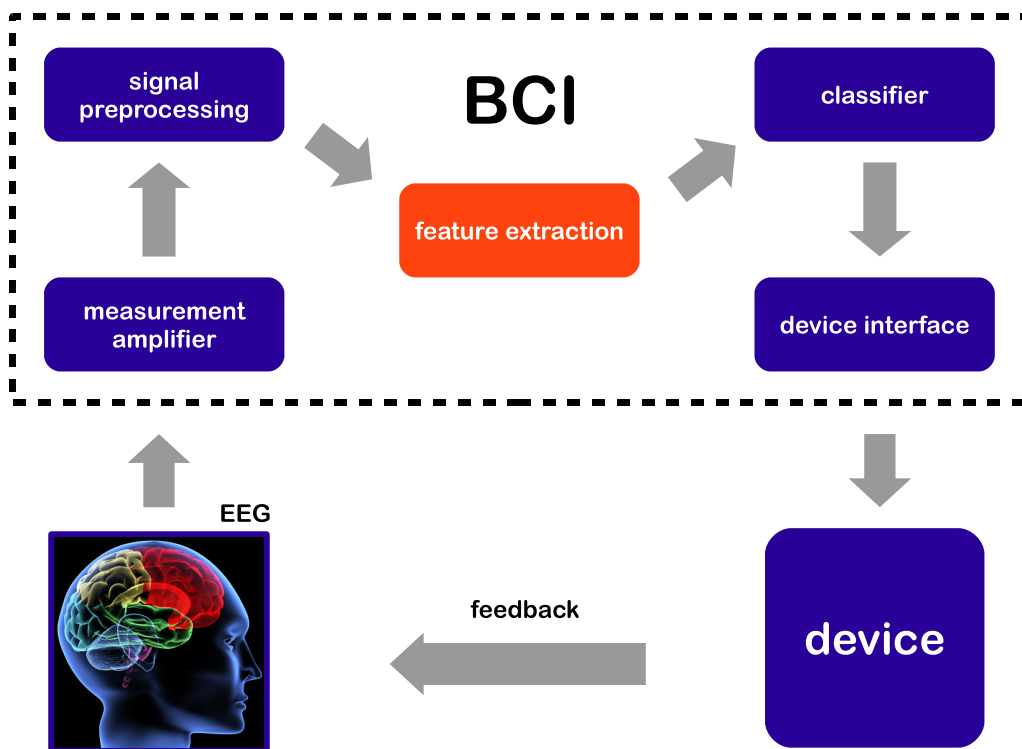 signal
preprocessing
BCI
classifier
feature extraction
measurement
amplifier
device interface
EEG
feedback
device